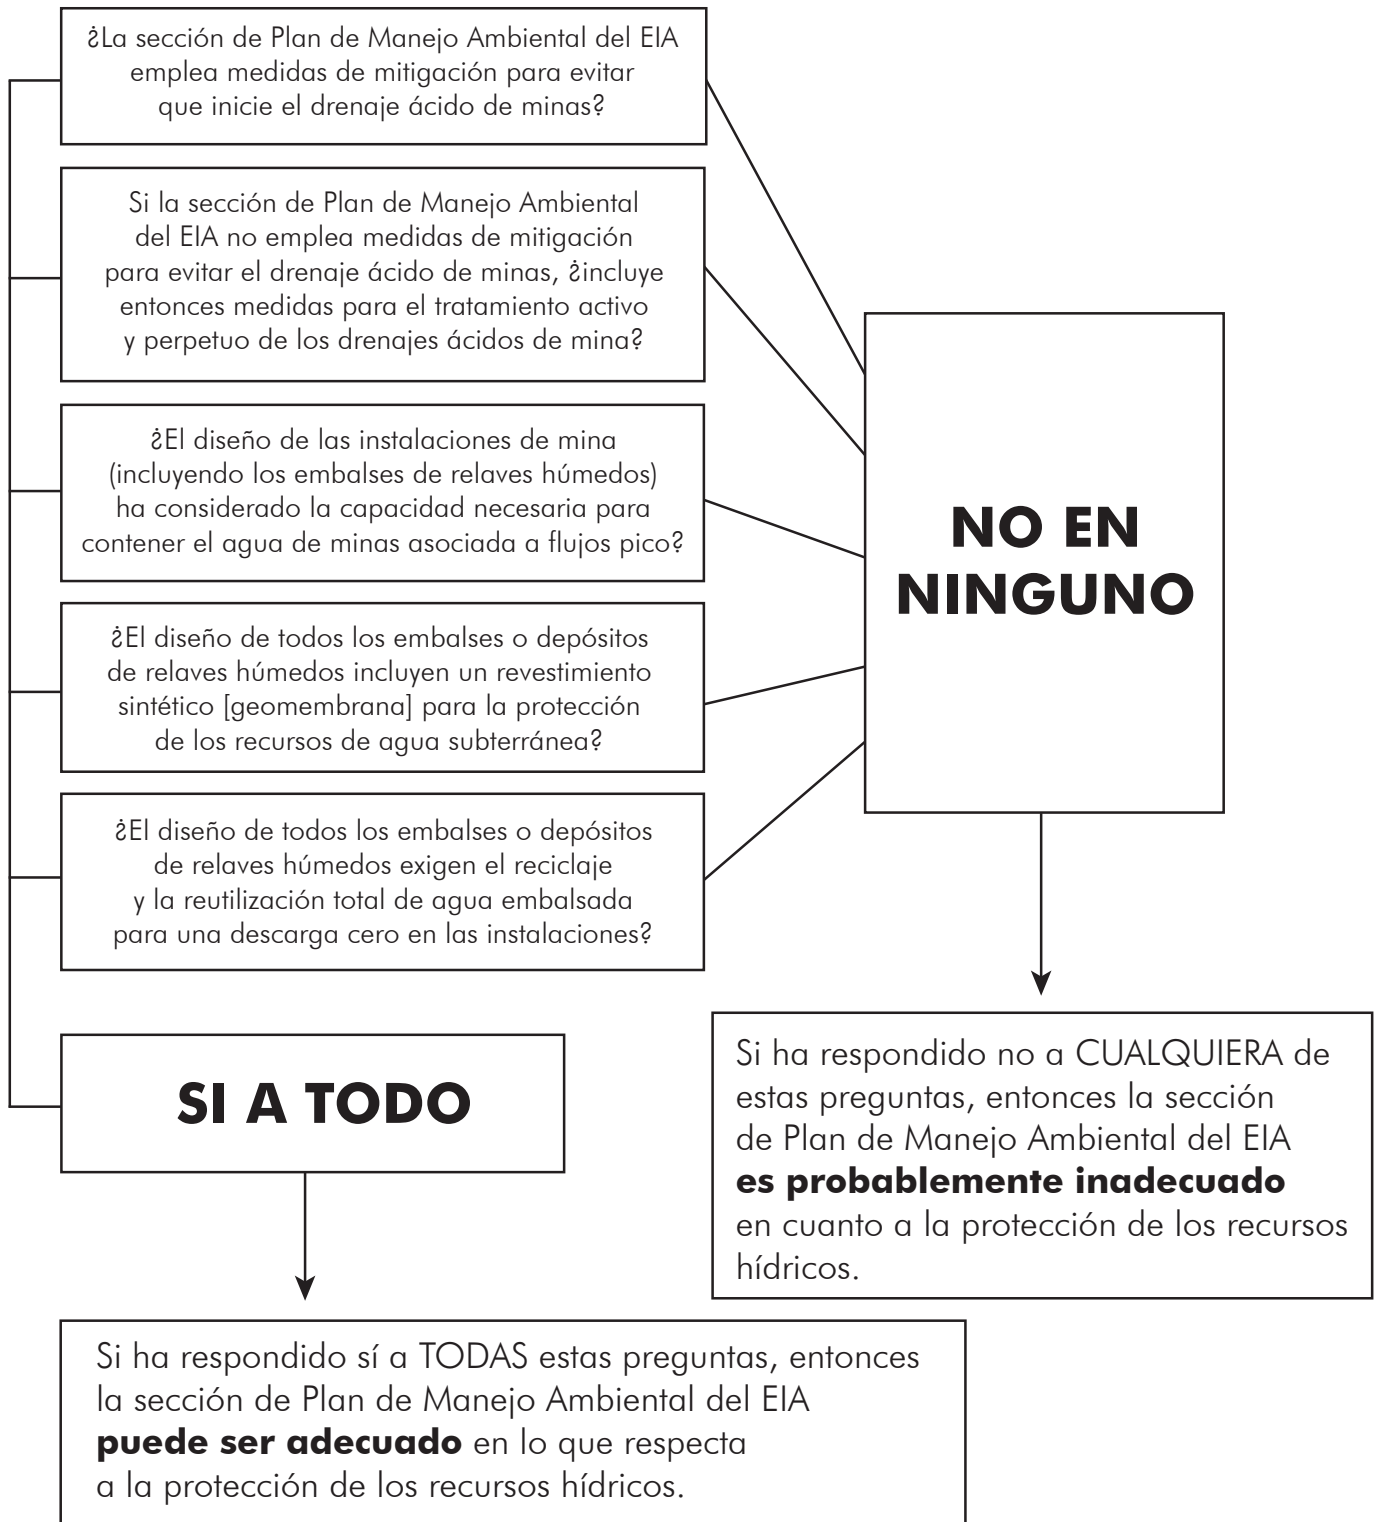 ¿La sección de Plan de Manejo Ambiental del EIA
emplea medidas de mitigación para evitar
que inicie el drenaje ácido de minas?
Si la sección de Plan de Manejo Ambiental
del EIA no emplea medidas de mitigación
para evitar el drenaje ácido de minas, ¿incluye
entonces medidas para el tratamiento activo
y perpetuo de los drenajes ácidos de mina?
¿El diseño de las instalaciones de mina
(incluyendo los embalses de relaves húmedos)
ha considerado la capacidad necesaria para
contener el agua de minas asociada a flujos pico?
¿El diseño de todos los embalses o depósitos
de relaves húmedos incluyen un revestimiento
sintético [geomembrana] para la protección
de los recursos de agua subterránea?
¿El diseño de todos los embalses o depósitos
de relaves húmedos exigen el reciclaje
y la reutilización total de agua embalsada
para una descarga cero en las instalaciones?
NO EN
NINGUNO
Si ha respondido no a CUALQUIERA de
estas preguntas, entonces la sección
de Plan de Manejo Ambiental del EIA
es probablemente inadecuado
en cuanto a la protección de los recursos
hídricos.
SI A TODO
Si ha respondido sí a TODAS estas preguntas, entonces
la sección de Plan de Manejo Ambiental del EIA
puede ser adecuado en lo que respecta
a la protección de los recursos hídricos.